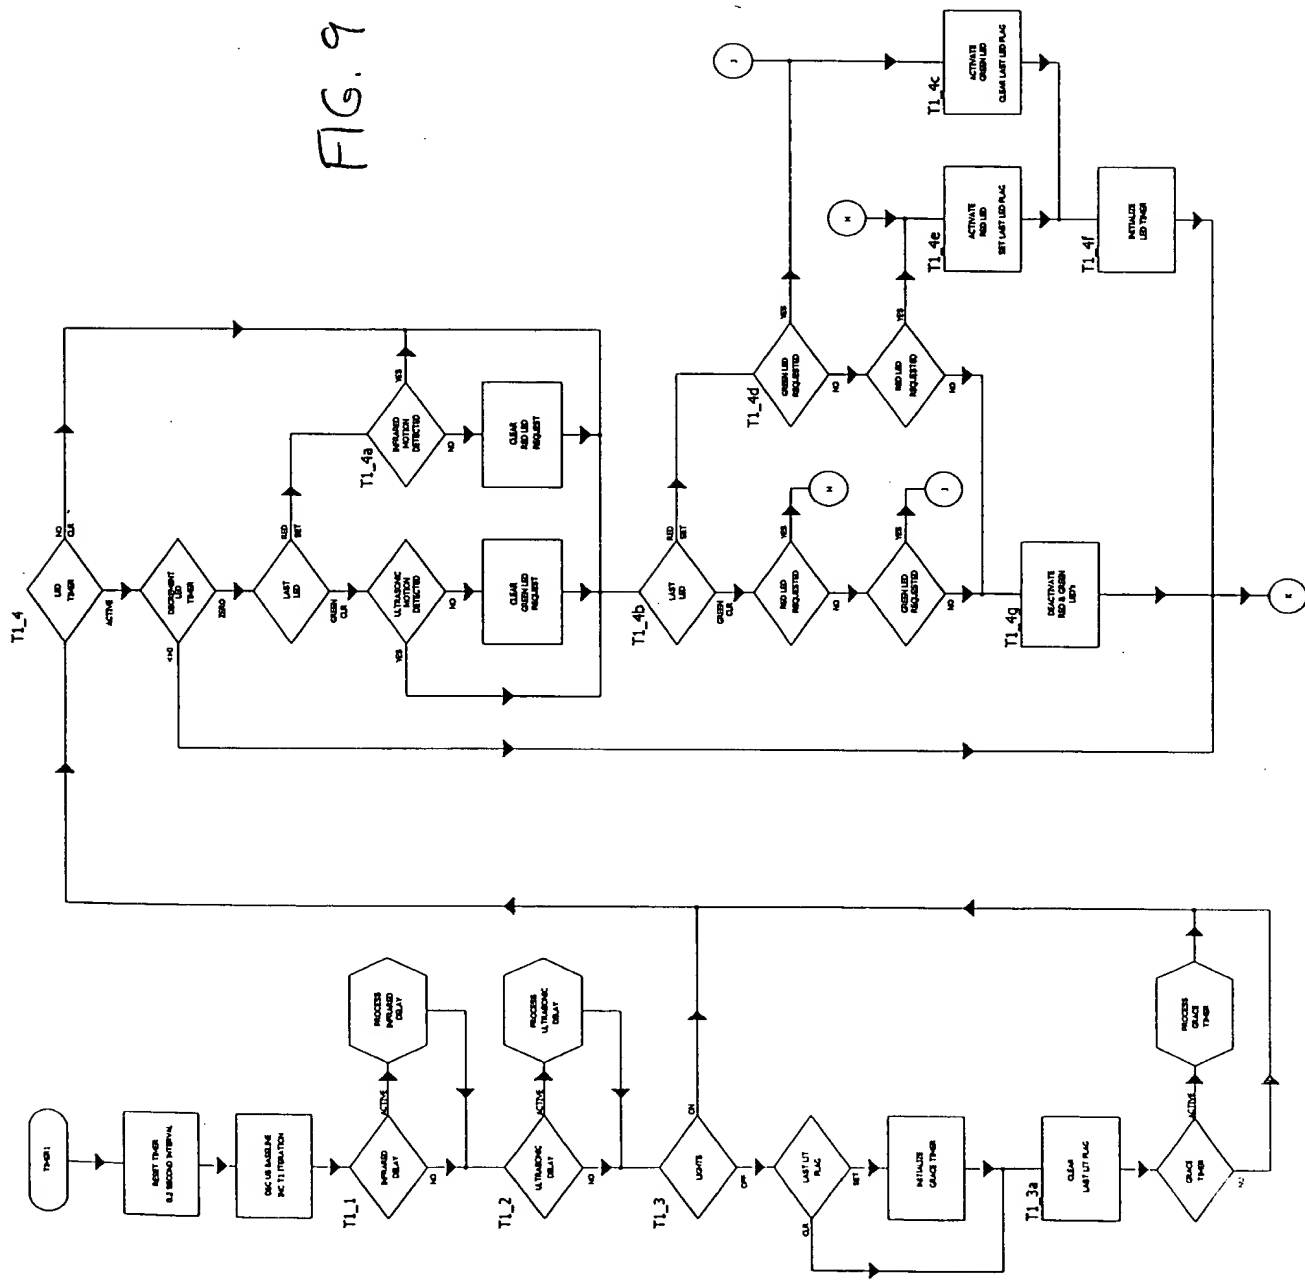 FIG. 9
TIMER1
RESET TIMER
0.2 SECOND INTERVAL
OSC US BASELINE
INC T1 ITERATION
T1_1
INFRARED
DELAY
ACTIVE
NO
PROCESS
INFRARED
DELAY
T1_2
ULTRASONIC
DELAY
ACTIVE
NO
PROCESS
ULTRASONIC
DELAY
T1_3
LIGHTS
ON
OFF
LAST LIT
FLAG
CLR
SET
INITIALIZE
GRACE TIMER
T1_3a
CLEAR
LAST LIT FLAG
GRACE
TIMER
ACTIVE
NO
PROCESS
GRACE
TIMER
T1_4
LED
TIMER
NO
CLR
ACTIVE
DECREMENT
LED
TIMER
<>0
ZERO
LAST
LED
RED
SET
GREEN
CLR
T1_4a
INFRARED
MOTION
DETECTED
YES
NO
CLEAR
RED LED
REQUEST
ULTRASONIC
MOTION
DETECTED
YES
NO
CLEAR
GREEN LED
REQUEST
T1_4b
LAST
LED
RED
SET
GREEN
CLR
RED LED
REQUESTED
YES
NO
H
GREEN LED
REQUESTED
YES
NO
J
T1_4d
GREEN LED
REQUESTED
YES
NO
RED LED
REQUESTED
YES
NO
J
H
T1_4c
ACTIVATE
GREEN LED
CLEAR LAST LED FLAG
T1_4e
ACTIVATE
RED LED
SET LAST LED FLAG
T1_4f
INITIALIZE
LED TIMER
T1_4g
DEACTIVATE
RED & GREEN
LED'S
K